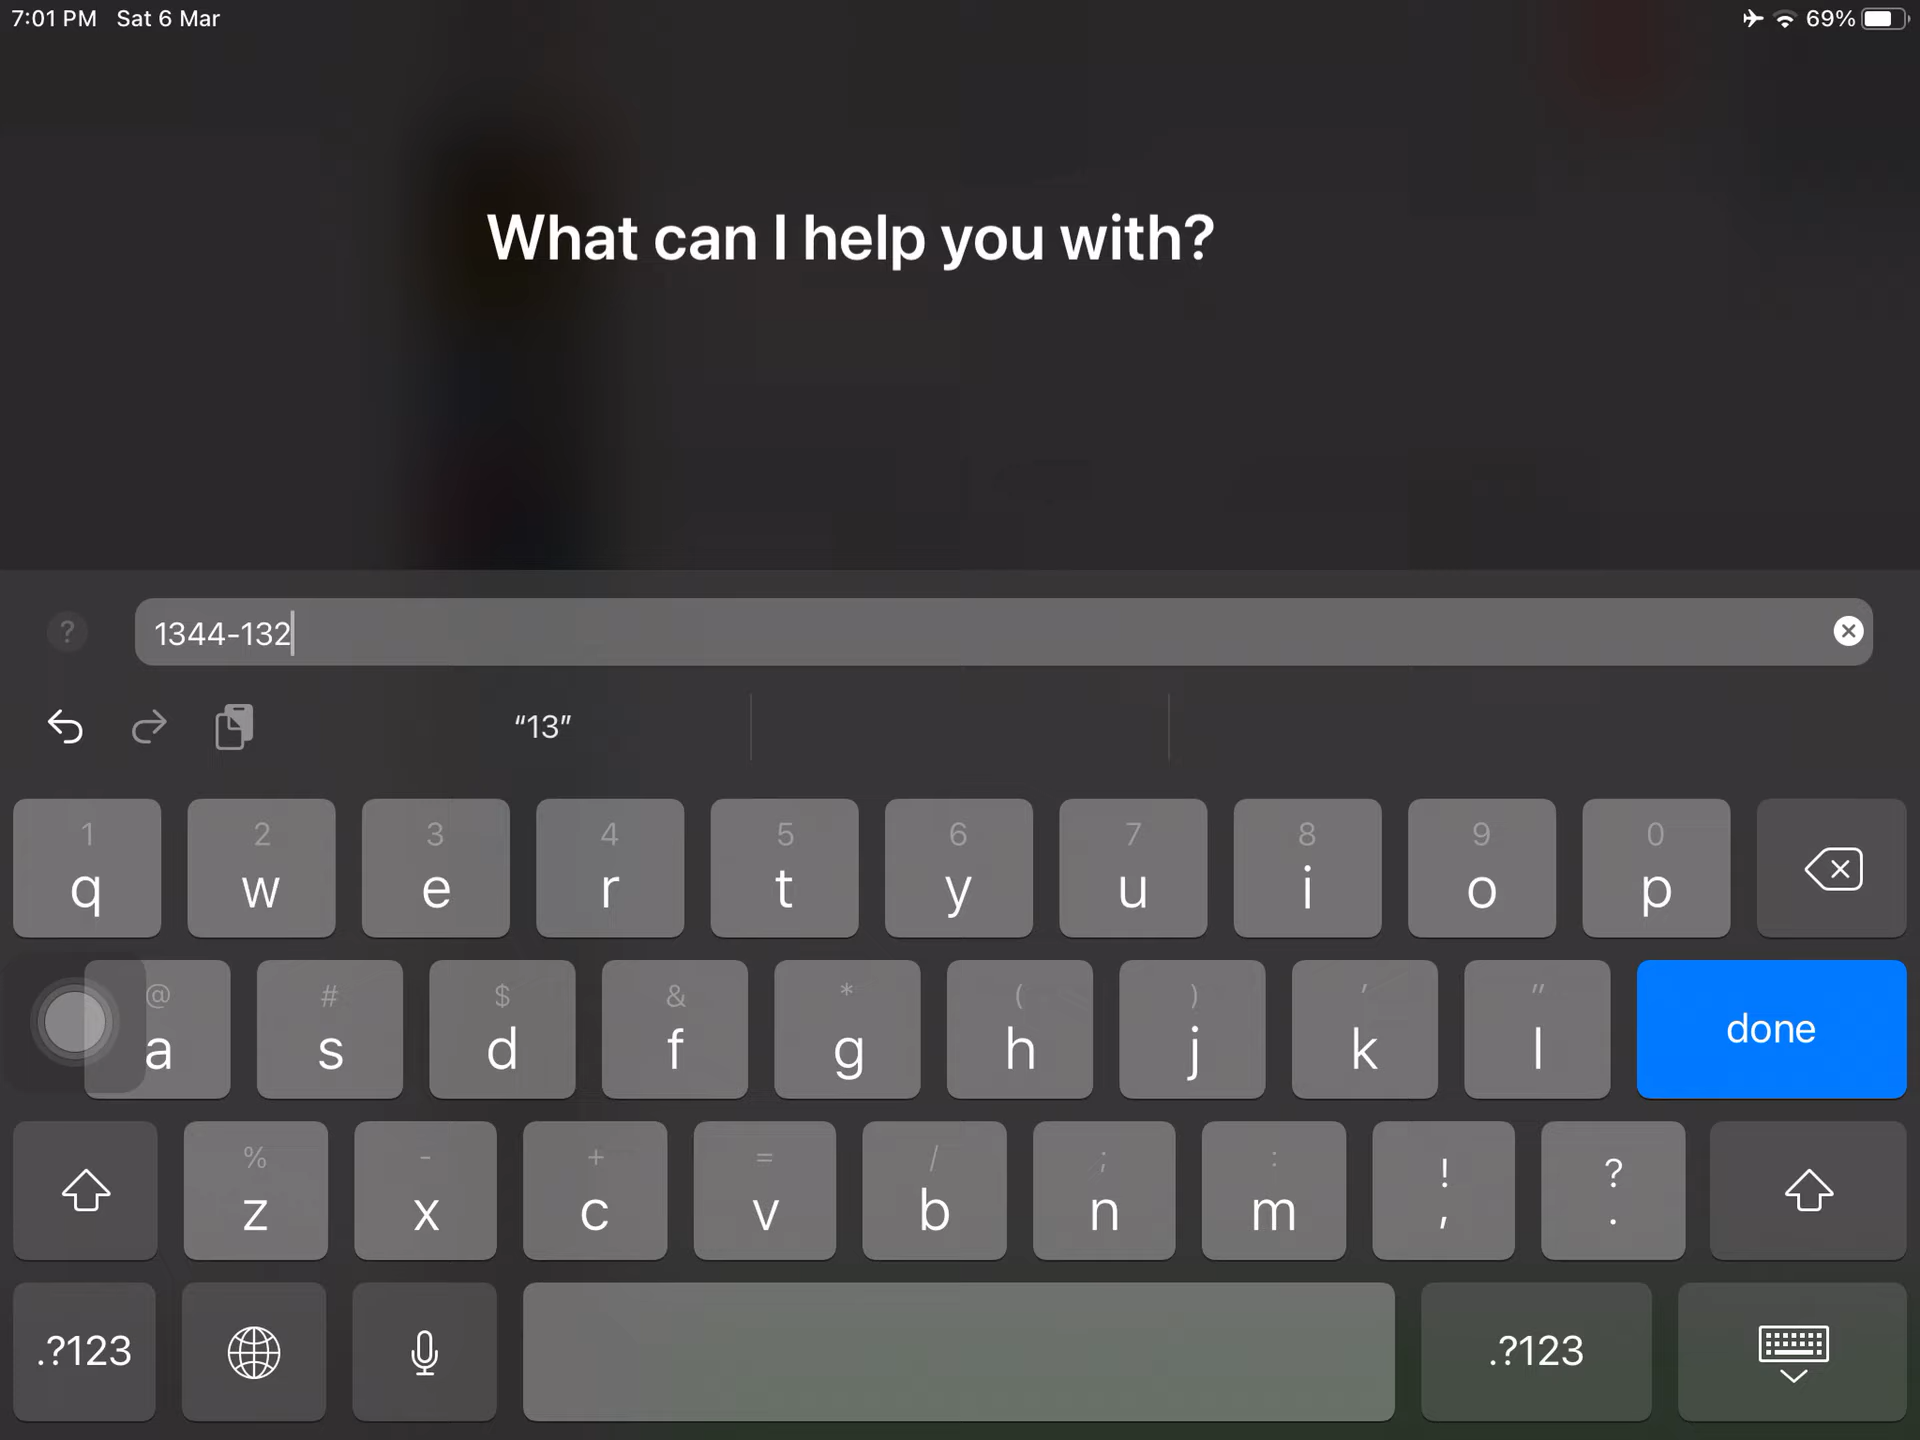 7:01 PM Sat 6 Mar 69%
What can I help you with?
? 1344-132
“13”
1 2 3 4 5 6 7 8 9 0
q w e r t y u i o p
@ # $ & * ( ) ' "
a s d f g h j k l done
% - + = / ; : ! ?
z x c v b n m , .
.?123 .?123